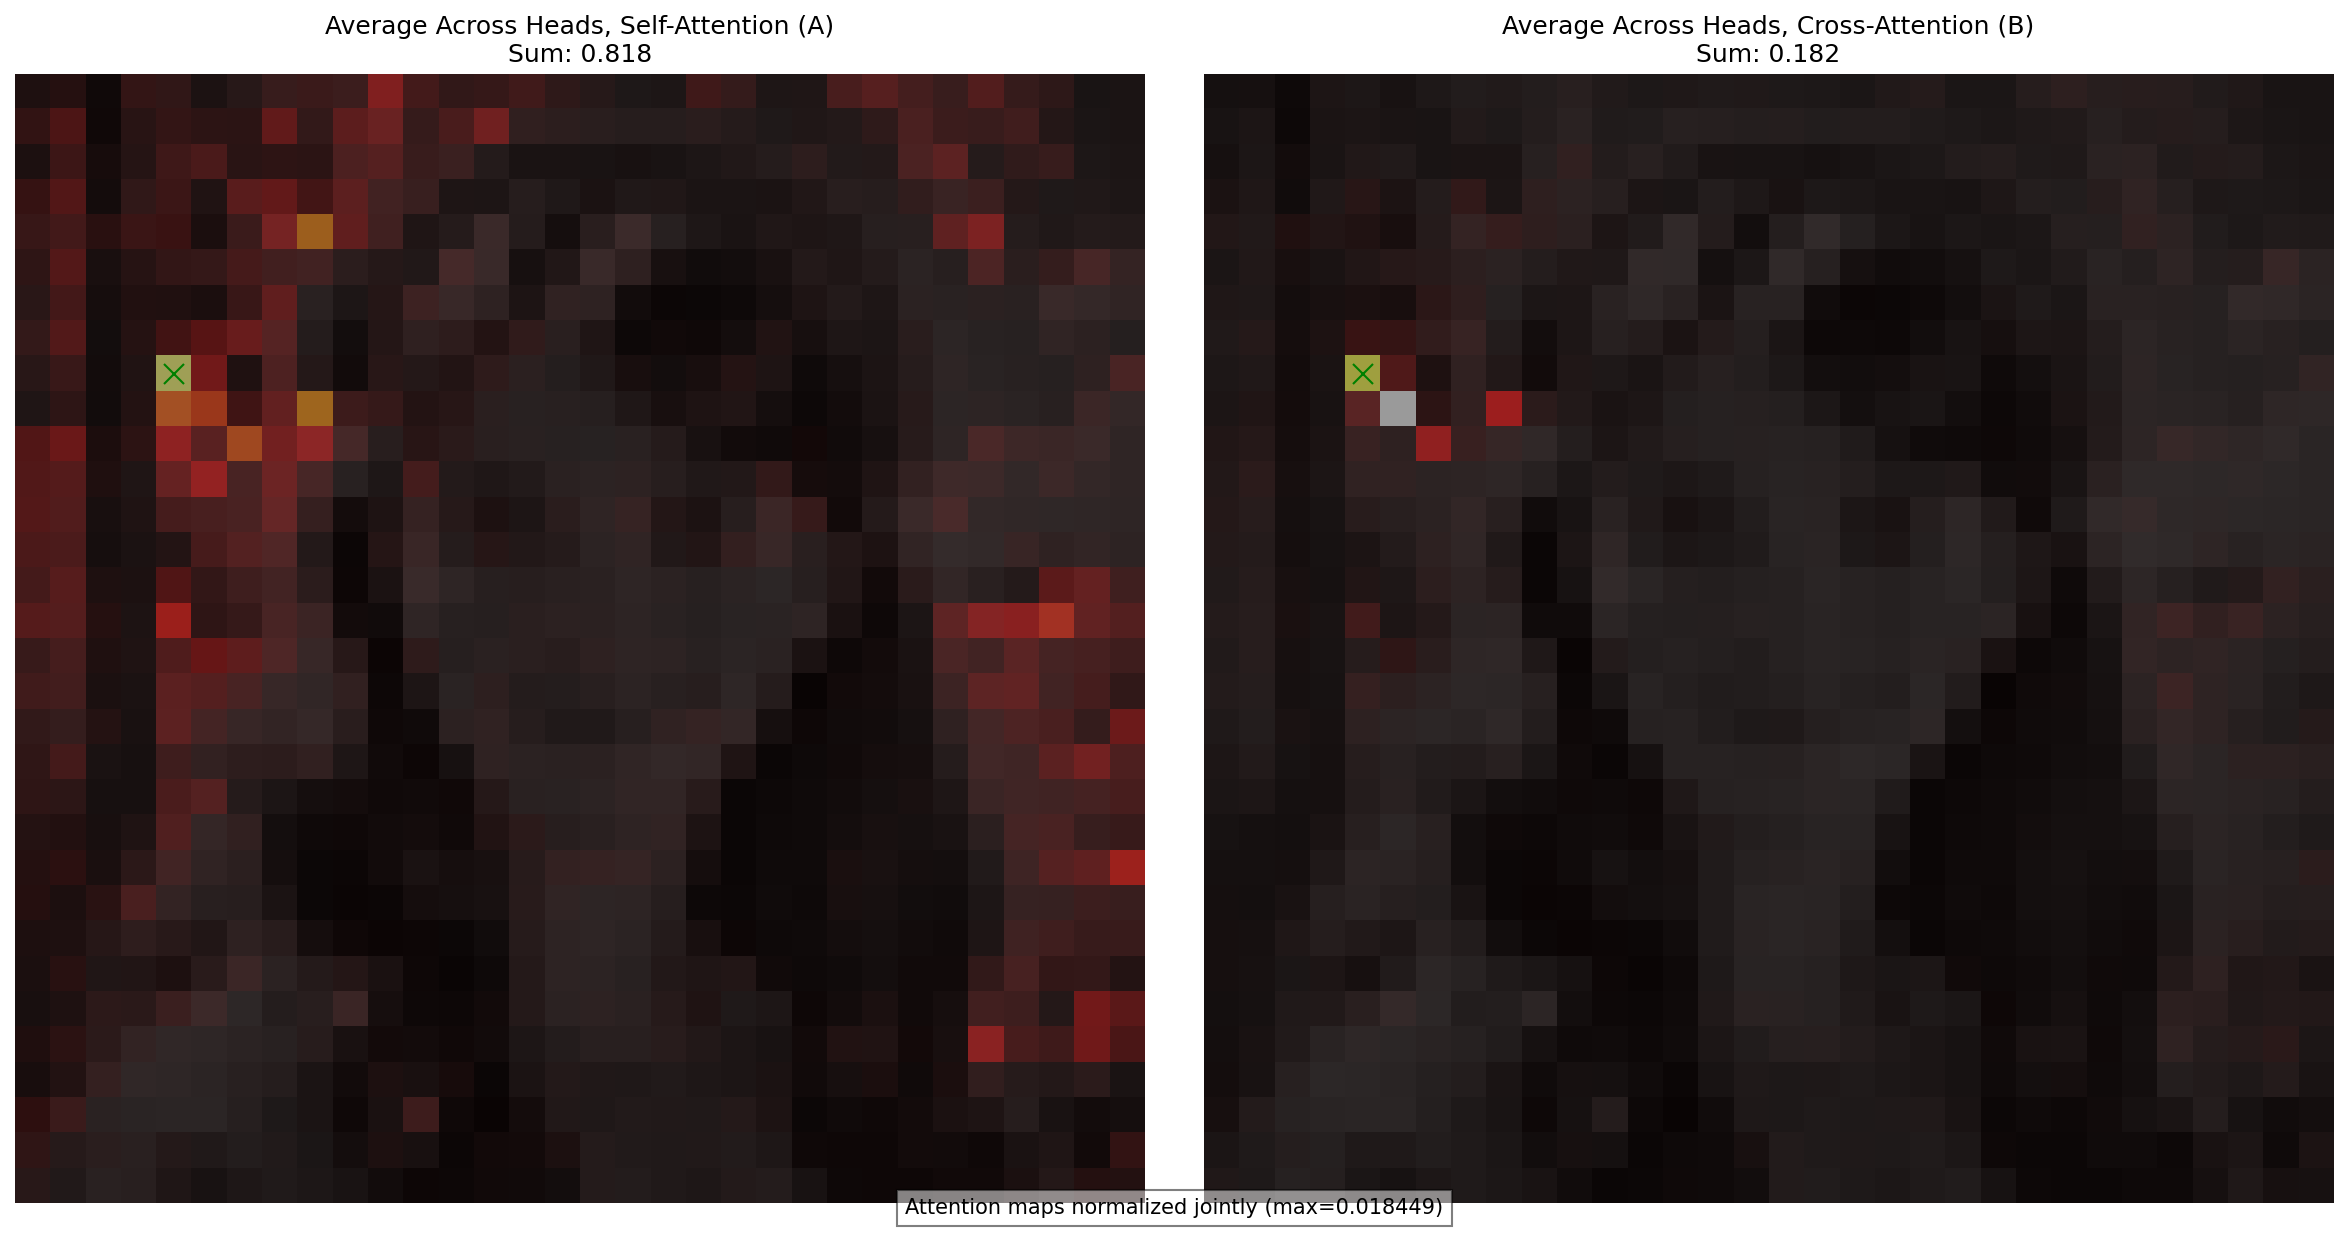 Average Across Heads, Self-Attention (A)
Sum: 0.818
Average Across Heads, Cross-Attention (B)
Sum: 0.182
Attention maps normalized jointly (max=0.018449)